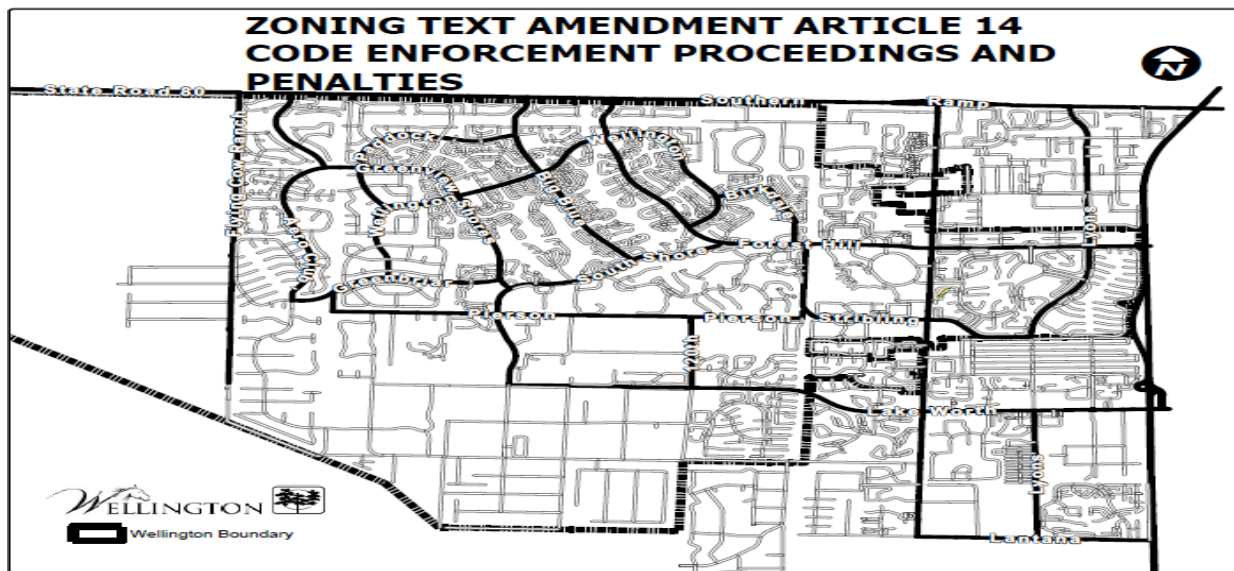 ZONING TEXT AMENDMENT ARTICLE 14
CODE ENFORCEMENT PROCEEDINGS AND
PENALTIES
N
State Road 80
Southern
Ramp
Flying Cow Ranch
Paddock
Wellington
Greenview Shores
Big Blue
Birkdale
Wellington
Aero Club
Lyons
Forest Hill
South Shore
Greenbriar
Pierson
Pierson
Stribling
120th
Lake Worth
Lyons
WELLINGTON
Wellington Boundary
Lantana